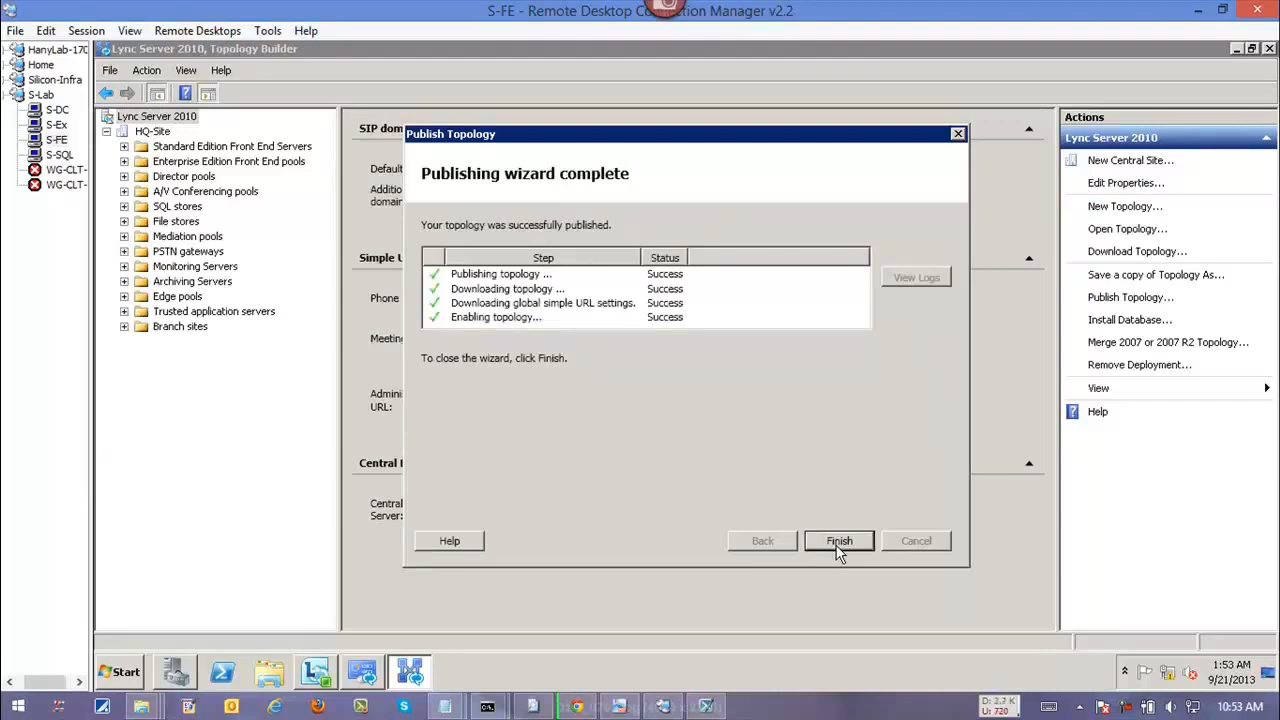 S-FE - Remote Desktop Connection Manager v2.2
File Edit Session View Remote Desktops Tools Help
HanyLab-170
Home
Silicon-Infra
S-Lab
S-DC
S-Ex
S-FE
S-SQL
WG-CLT-
WG-CLT-
Lync Server 2010, Topology Builder
File Action View Help
Lync Server 2010
HQ-Site
Standard Edition Front End Servers
Enterprise Edition Front End pools
Director pools
A/V Conferencing pools
SQL stores
File stores
Mediation pools
PSTN gateways
Monitoring Servers
Archiving Servers
Edge pools
Trusted application servers
Branch sites
SIP dom
Default
Additio
domain
Simple U
Phone
Meeting
Admini
URL:
Central
Central
Server:
Publish Topology
Publishing wizard complete
Your topology was successfully published.
Step Status
Publishing topology ... Success
Downloading topology ... Success
Downloading global simple URL settings. Success
Enabling topology... Success
View Logs
To close the wizard, click Finish.
Help Back Finish Cancel
Actions
Lync Server 2010
New Central Site...
Edit Properties...
New Topology...
Open Topology...
Download Topology...
Save a copy of Topology As...
Publish Topology...
Install Database...
Merge 2007 or 2007 R2 Topology...
Remove Deployment...
View
Help
Start
1:53 AM
9/21/2013
D: 2.7 K
U: 720
10:53 AM